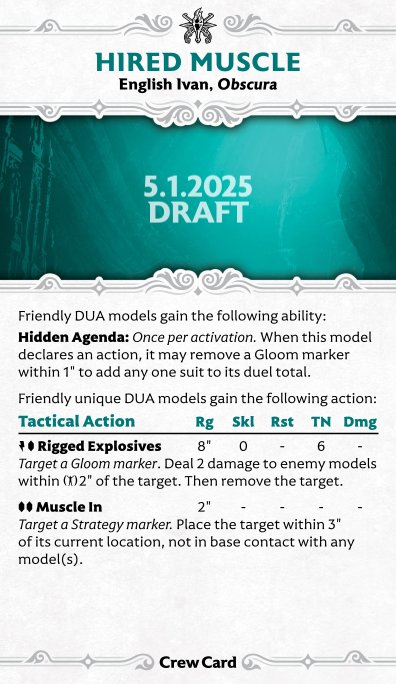 HIRED MUSCLE
English Ivan, Obscura
5.1.2025
DRAFT
Friendly DUA models gain the following ability:
Hidden Agenda: Once per activation. When this model
declares an action, it may remove a Gloom marker
within 1" to add any one suit to its duel total.
Friendly unique DUA models gain the following action:
Tactical Action Rg Skl Rst TN Dmg
Rigged Explosives 8" 0 - 6 -
Target a Gloom marker. Deal 2 damage to enemy models
within 2" of the target. Then remove the target.
Muscle In 2" - - - -
Target a Strategy marker. Place the target within 3"
of its current location, not in base contact with any
model(s).
Crew Card